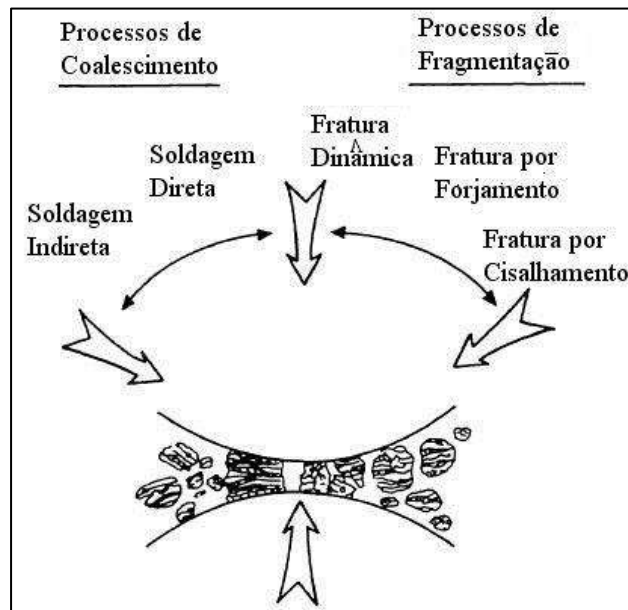 Processos de
Coalescimento
Processos de
Fragmentação
Fratura
Dinâmica
Soldagem
Direta
Fratura por
Forjamento
Soldagem
Indireta
Fratura por
Cisalhamento